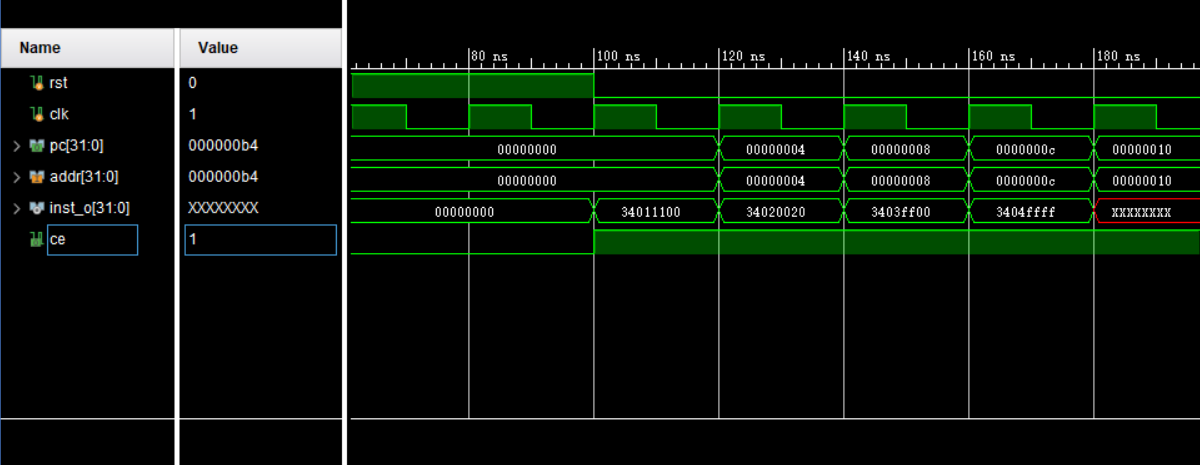 Name Value
80 ns 100 ns 120 ns 140 ns 160 ns 180 ns
rst 0
clk 1
pc[31:0] 000000b4 00000000 00000004 00000008 0000000c 00000010
addr[31:0] 000000b4 00000000 00000004 00000008 0000000c 00000010
inst_o[31:0] XXXXXXXX 00000000 34011100 34020020 3403ff00 3404ffff XXXXXXXX
ce 1